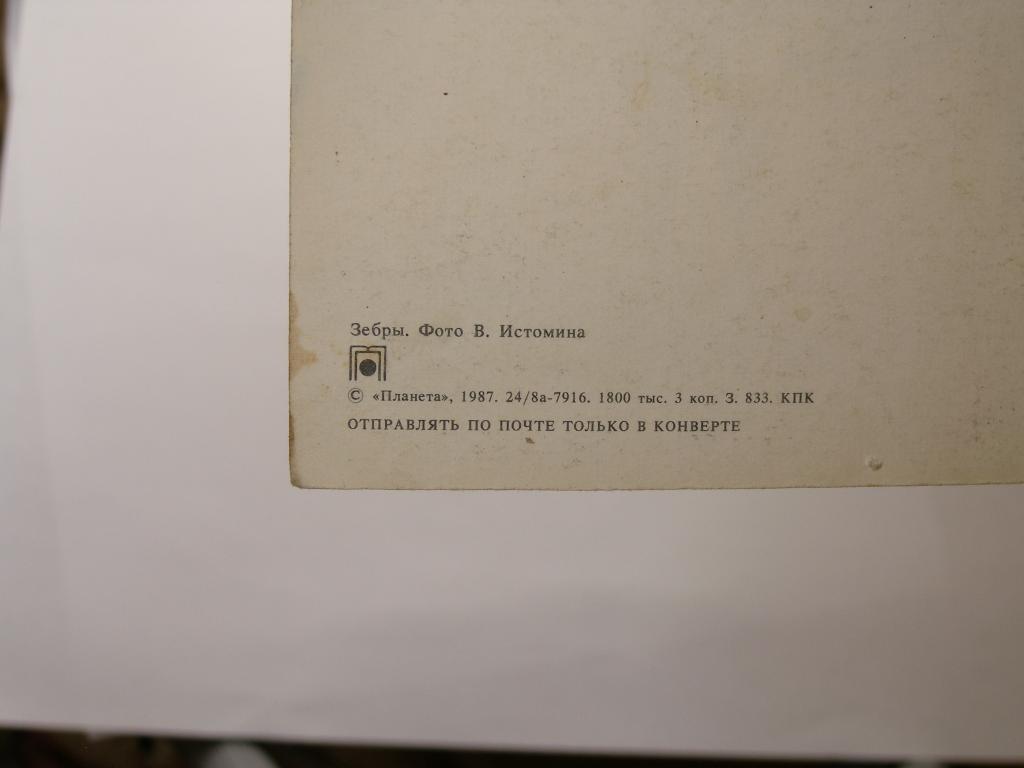 Зебры. Фото В. Истомина
© «Планета», 1987. 24/8а-7916. 1800 тыс. 3 коп. З. 833. КПК
ОТПРАВЛЯТЬ ПО ПОЧТЕ ТОЛЬКО В КОНВЕРТЕ